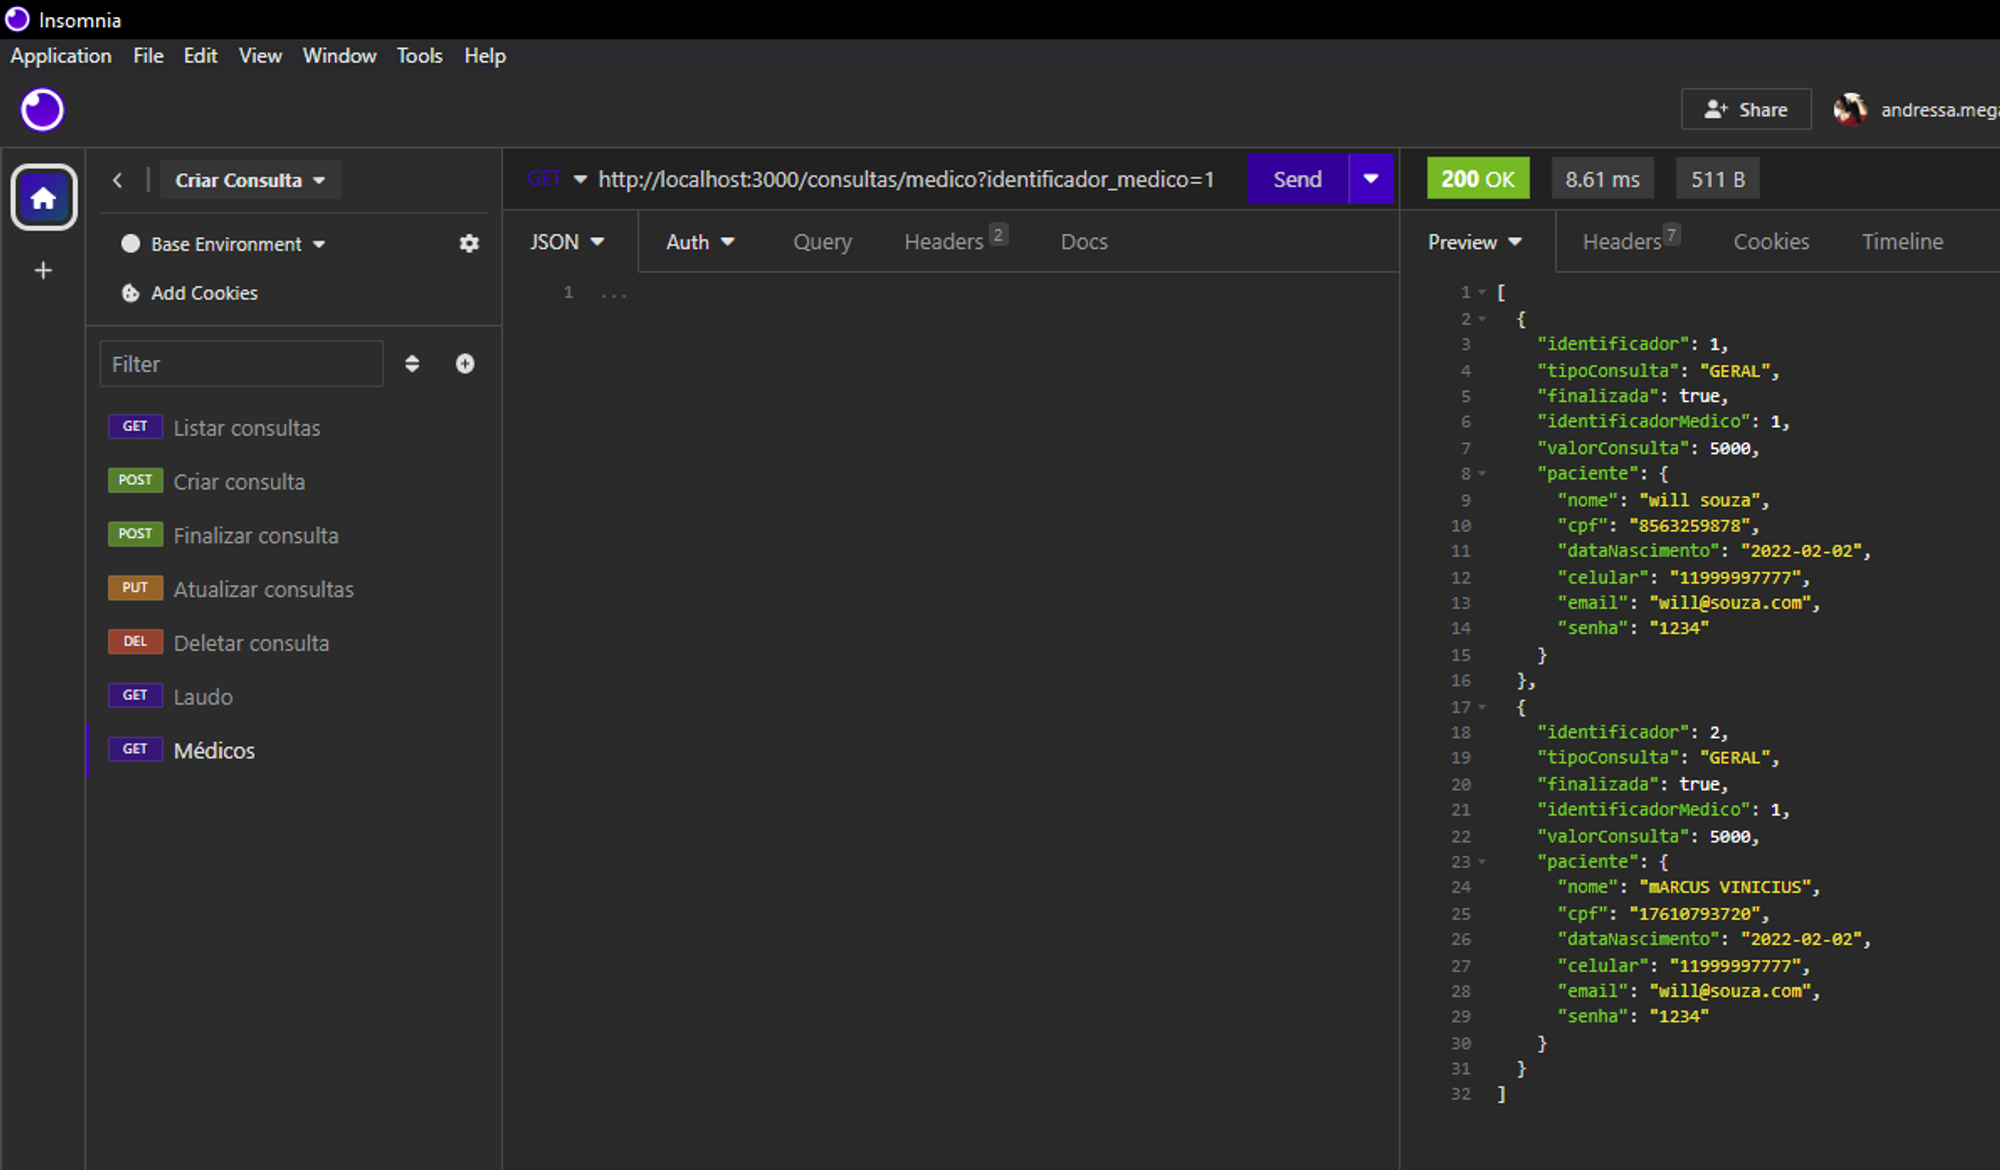 Insomnia
Application File Edit View Window Tools Help
Share andressa.mega
Criar Consulta
Base Environment
Add Cookies
Filter
GET Listar consultas
POST Criar consulta
POST Finalizar consulta
PUT Atualizar consultas
DEL Deletar consulta
GET Laudo
GET Médicos
GET http://localhost:3000/consultas/medico?identificador_medico=1 Send
JSON Auth Query Headers 2 Docs
1 ...
200 OK 8.61 ms 511 B
Preview Headers 7 Cookies Timeline
1 [
2 {
3 "identificador": 1,
4 "tipoConsulta": "GERAL",
5 "finalizada": true,
6 "identificadorMedico": 1,
7 "valorConsulta": 5000,
8 "paciente": {
9 "nome": "will souza",
10 "cpf": "8563259878",
11 "dataNascimento": "2022-02-02",
12 "celular": "11999997777",
13 "email": "will@souza.com",
14 "senha": "1234"
15 }
16 },
17 {
18 "identificador": 2,
19 "tipoConsulta": "GERAL",
20 "finalizada": true,
21 "identificadorMedico": 1,
22 "valorConsulta": 5000,
23 "paciente": {
24 "nome": "mARCUS VINICIUS",
25 "cpf": "17610793720",
26 "dataNascimento": "2022-02-02",
27 "celular": "11999997777",
28 "email": "will@souza.com",
29 "senha": "1234"
30 }
31 }
32 ]